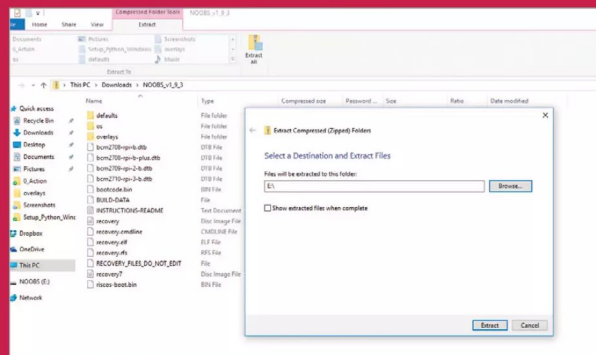 Compressed Folder Tools
NOOBS_v1_9_3
Home Share View Extract
Documents Pictures Screenshots
0_Action Setup_Python_Windows overlays
os defaults Music
Extract all
Extract To
This PC > Downloads > NOOBS_v1_9_3
Name Type Compressed size Password ... Size Ratio Date modified
Quick access
Recycle Bin
Downloads
Desktop
Documents
Pictures
0_Action
overlays
Screenshots
Setup_Python_Winc
Dropbox
OneDrive
This PC
NOOBS (E:)
Network
defaults File folder
os File folder
overlays File folder
bcm2708-rpi-b.dtb DTB File
bcm2708-rpi-b-plus.dtb DTB File
bcm2709-rpi-2-b.dtb DTB File
bcm2710-rpi-3-b.dtb DTB File
bootcode.bin BIN File
BUILD-DATA File
INSTRUCTIONS-README Text Document
recovery Disc Image File
recovery.cmdline CMDLINE File
recovery.elf ELF File
recovery.rfs RFS File
RECOVERY_FILES_DO_NOT_EDIT File
recovery7 Disc Image File
riscos-boot.bin BIN File
Extract Compressed (Zipped) Folders
Select a Destination and Extract Files
Files will be extracted to this folder:
E:\
Browse...
Show extracted files when complete
Extract Cancel